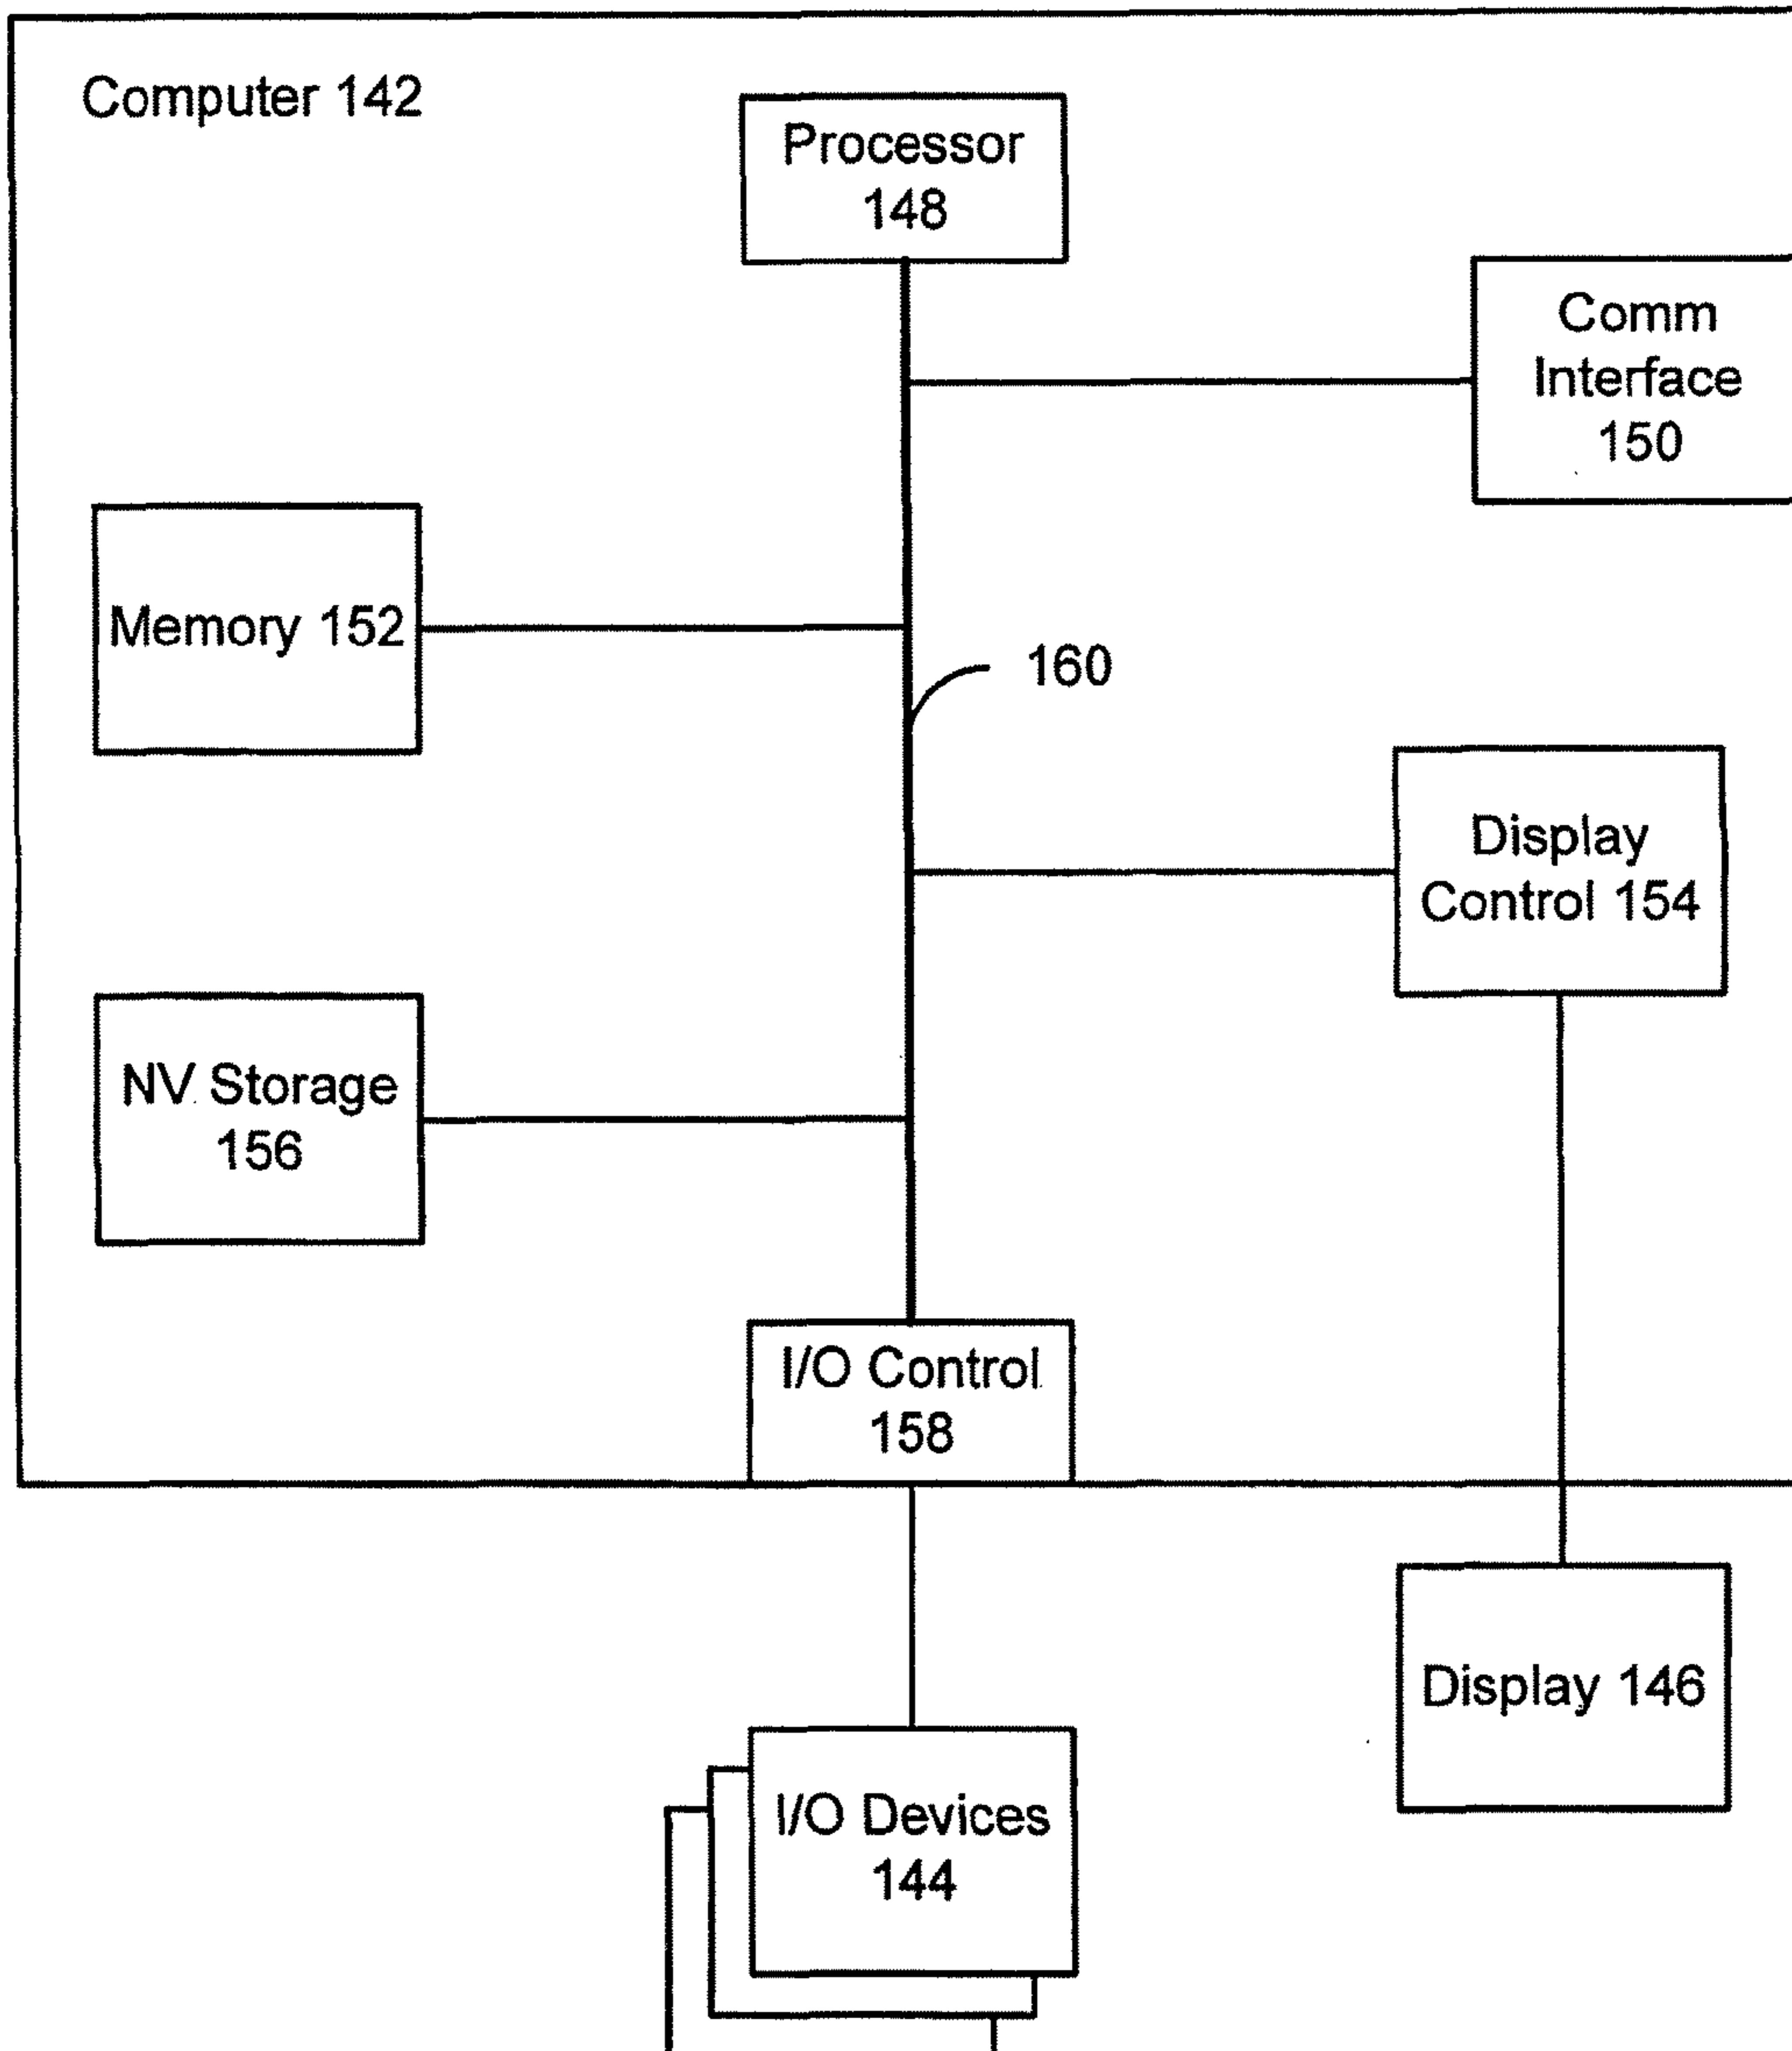 Computer 142
Processor
148
Comm
Interface
150
Memory 152
160
Display
Control 154
NV Storage
156
I/O Control
158
Display 146
I/O Devices
144